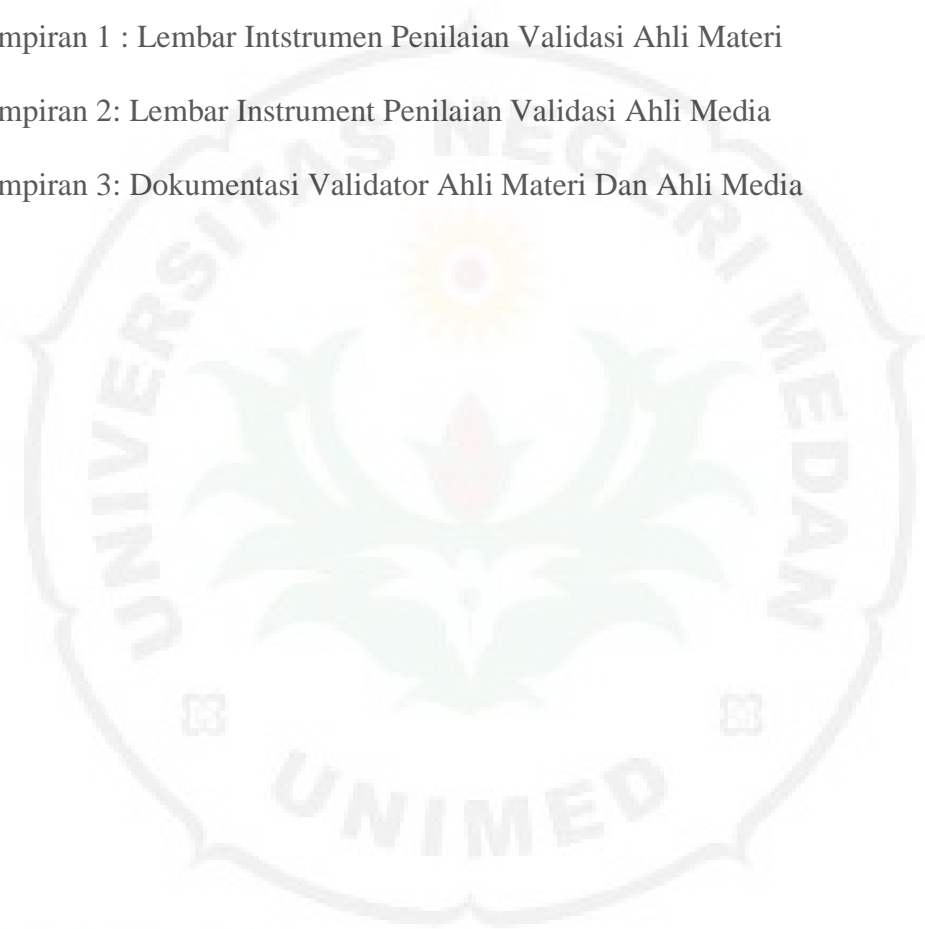 mpiran 1 : Lembar Intstrumen Penilaian Validasi Ahli Materi
mpiran 2: Lembar Instrument Penilaian Validasi Ahli Media
mpiran 3: Dokumentasi Validator Ahli Materi Dan Ahli Media
UNIVERSITAS NEGERI MEDAN
UNIMED